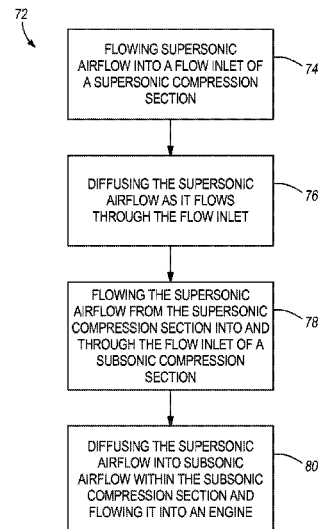 72
FLOWING SUPERSONIC
AIRFLOW INTO A FLOW INLET OF
A SUPERSONIC COMPRESSION
SECTION
74
DIFFUSING THE SUPERSONIC
AIRFLOW AS IT FLOWS
THROUGH THE FLOW INLET
76
FLOWING THE SUPERSONIC
AIRFLOW FROM THE SUPERSONIC
COMPRESSION SECTION INTO AND
THROUGH THE FLOW INLET OF A
SUBSONIC COMPRESSION
SECTION
78
DIFFUSING THE SUPERSONIC
AIRFLOW INTO SUBSONIC
AIRFLOW WITHIN THE SUBSONIC
COMPRESSION SECTION AND
FLOWING IT INTO AN ENGINE
80